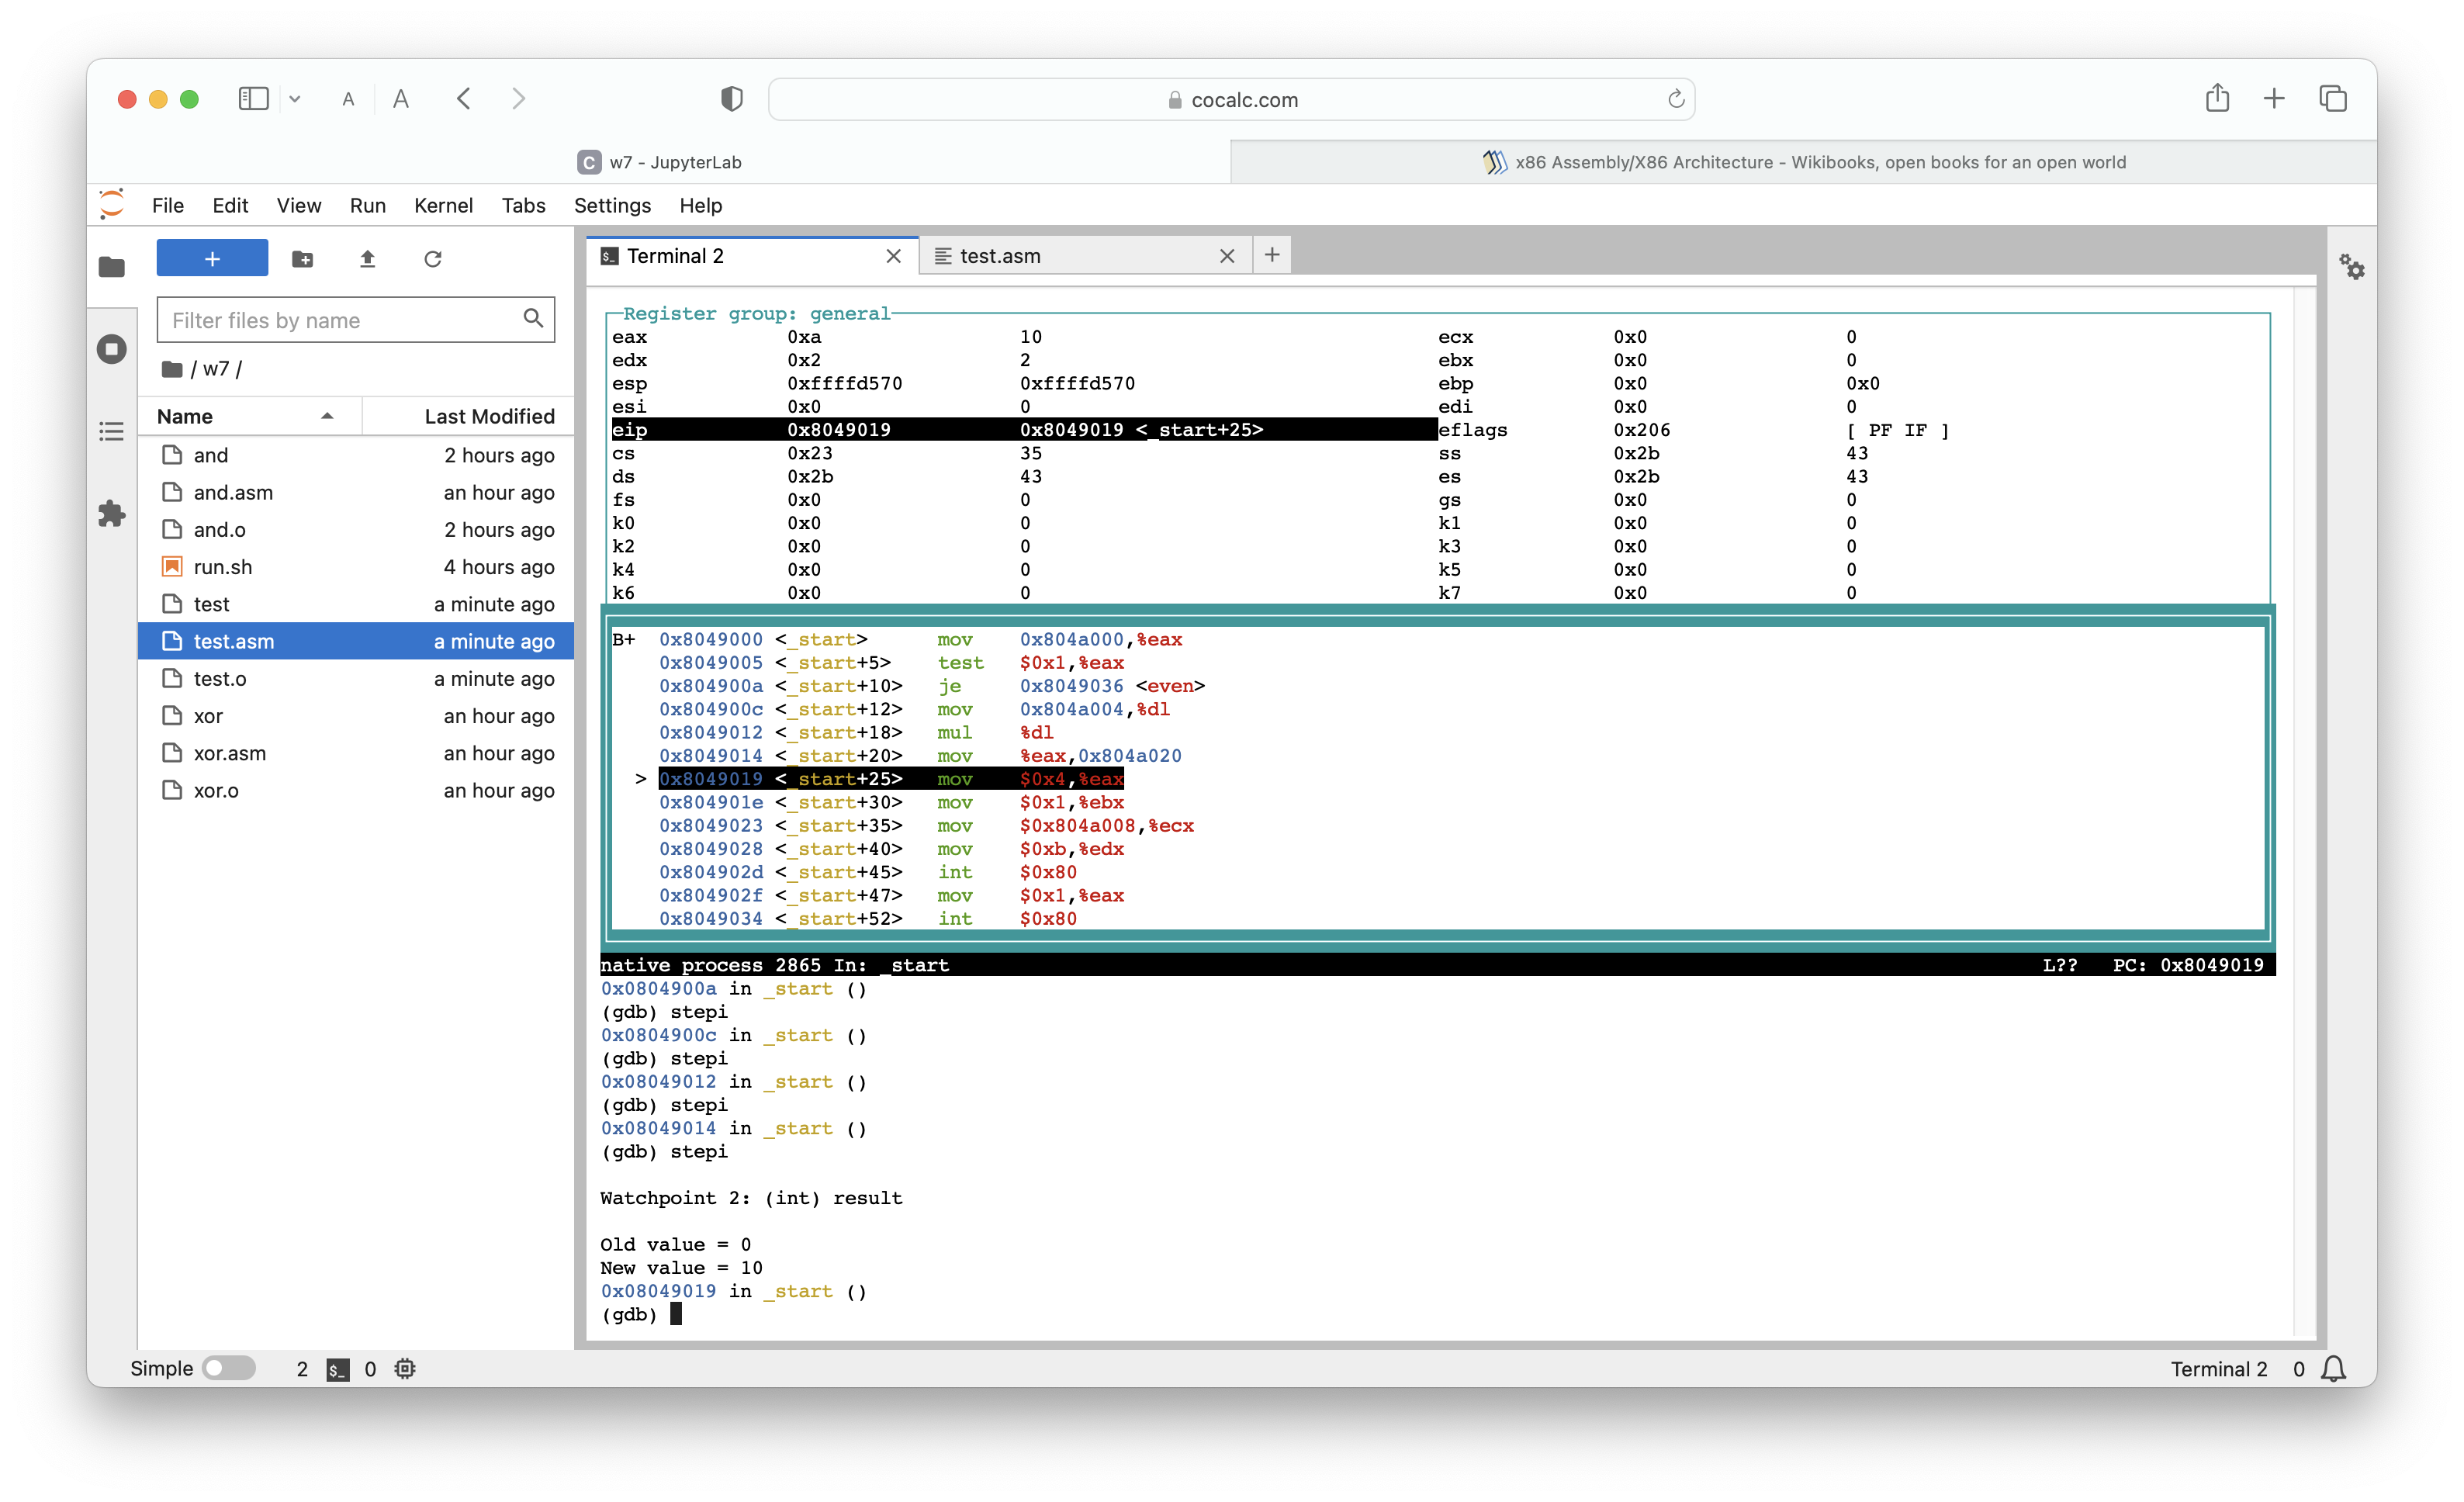 A A cocalc.com
C w7 - JupyterLab x86 Assembly/X86 Architecture - Wikibooks, open books for an open world
File Edit View Run Kernel Tabs Settings Help
+
Filter files by name
/ w7 /
Name Last Modified
and 2 hours ago
and.asm an hour ago
and.o 2 hours ago
run.sh 4 hours ago
test a minute ago
test.asm a minute ago
test.o a minute ago
xor an hour ago
xor.asm an hour ago
xor.o an hour ago
$_ Terminal 2 test.asm +
Register group: general
eax 0xa 10 ecx 0x0 0
edx 0x2 2 ebx 0x0 0
esp 0xffffd570 0xffffd570 ebp 0x0 0x0
esi 0x0 0 edi 0x0 0
eip 0x8049019 0x8049019 <_start+25> eflags 0x206 [ PF IF ]
cs 0x23 35 ss 0x2b 43
ds 0x2b 43 es 0x2b 43
fs 0x0 0 gs 0x0 0
k0 0x0 0 k1 0x0 0
k2 0x0 0 k3 0x0 0
k4 0x0 0 k5 0x0 0
k6 0x0 0 k7 0x0 0
B+ 0x8049000 <_start> mov 0x804a000,%eax
0x8049005 <_start+5> test $0x1,%eax
0x804900a <_start+10> je 0x8049036 <even>
0x804900c <_start+12> mov 0x804a004,%dl
0x8049012 <_start+18> mul %dl
0x8049014 <_start+20> mov %eax,0x804a020
> 0x8049019 <_start+25> mov $0x4,%eax
0x804901e <_start+30> mov $0x1,%ebx
0x8049023 <_start+35> mov $0x804a008,%ecx
0x8049028 <_start+40> mov $0xb,%edx
0x804902d <_start+45> int $0x80
0x804902f <_start+47> mov $0x1,%eax
0x8049034 <_start+52> int $0x80
native process 2865 In: _start L?? PC: 0x8049019
0x0804900a in _start ()
(gdb) stepi
0x0804900c in _start ()
(gdb) stepi
0x08049012 in _start ()
(gdb) stepi
0x08049014 in _start ()
(gdb) stepi
Watchpoint 2: (int) result
Old value = 0
New value = 10
0x08049019 in _start ()
(gdb)
Simple 2 $_ 0 Terminal 2 0